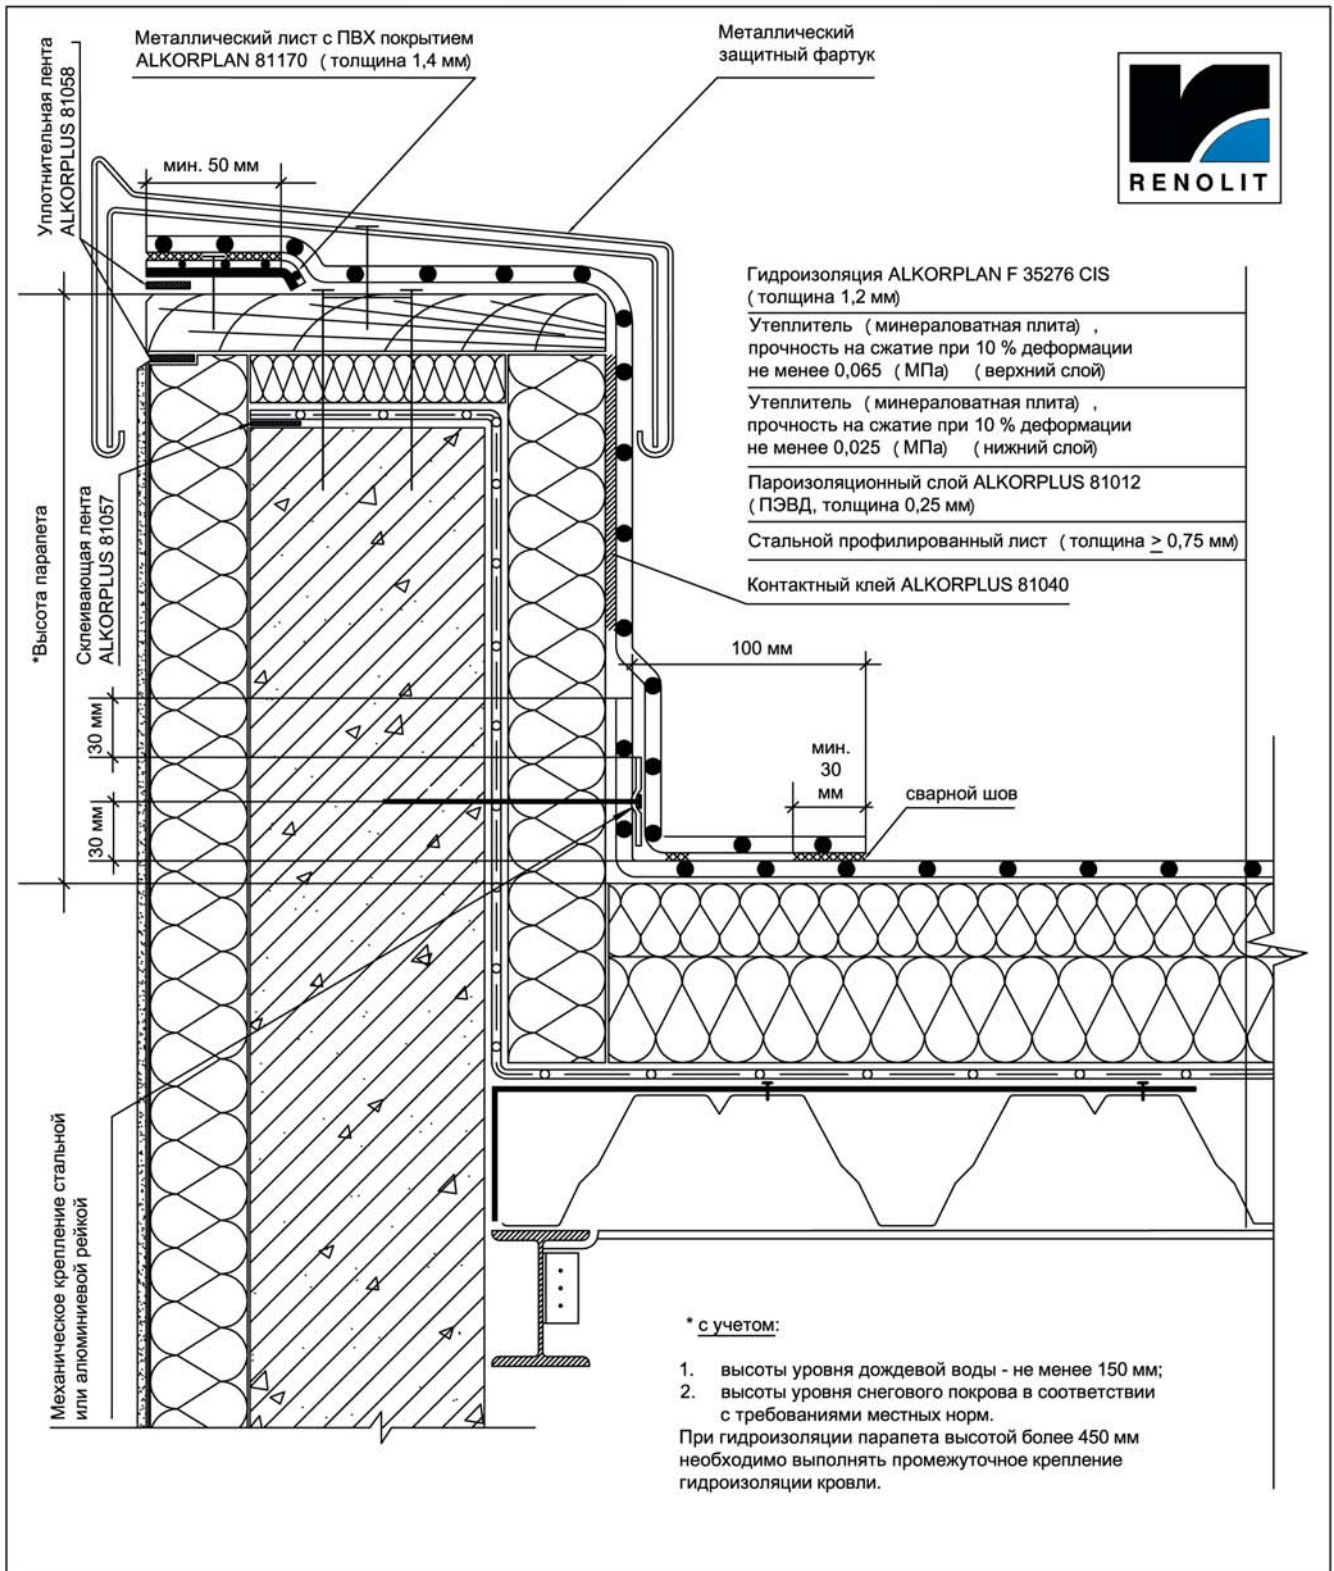 Металлический лист с ПВХ покрытием
ALKORPLAN 81170 ( толщина 1,4 мм)
Металлический
защитный фартук
RENOLIT
Уплотнительная лента
ALKORPLUS 81058
мин. 50 мм
Гидроизоляция ALKORPLAN F 35276 CIS
( толщина 1,2 мм)
Утеплитель ( минераловатная плита) ,
прочность на сжатие при 10 % деформации
не менее 0,065 ( МПа) ( верхний слой)
Утеплитель ( минераловатная плита) ,
прочность на сжатие при 10 % деформации
не менее 0,025 ( МПа) ( нижний слой)
Пароизоляционный слой ALKORPLUS 81012
( ПЭВД, толщина 0,25 мм)
Стальной профилированный лист ( толщина ≥ 0,75 мм)
Контактный клей ALKORPLUS 81040
*Высота парапета
Склеивающая лента
ALKORPLUS 81057
100 мм
30 мм
30 мм
мин.
30
мм
сварной шов
Механическое крепление стальной
или алюминиевой рейкой
* с учетом:
1. высоты уровня дождевой воды - не менее 150 мм;
2. высоты уровня снегового покрова в соответствии
с требованиями местных норм.
При гидроизоляции парапета высотой более 450 мм
необходимо выполнять промежуточное крепление
гидроизоляции кровли.